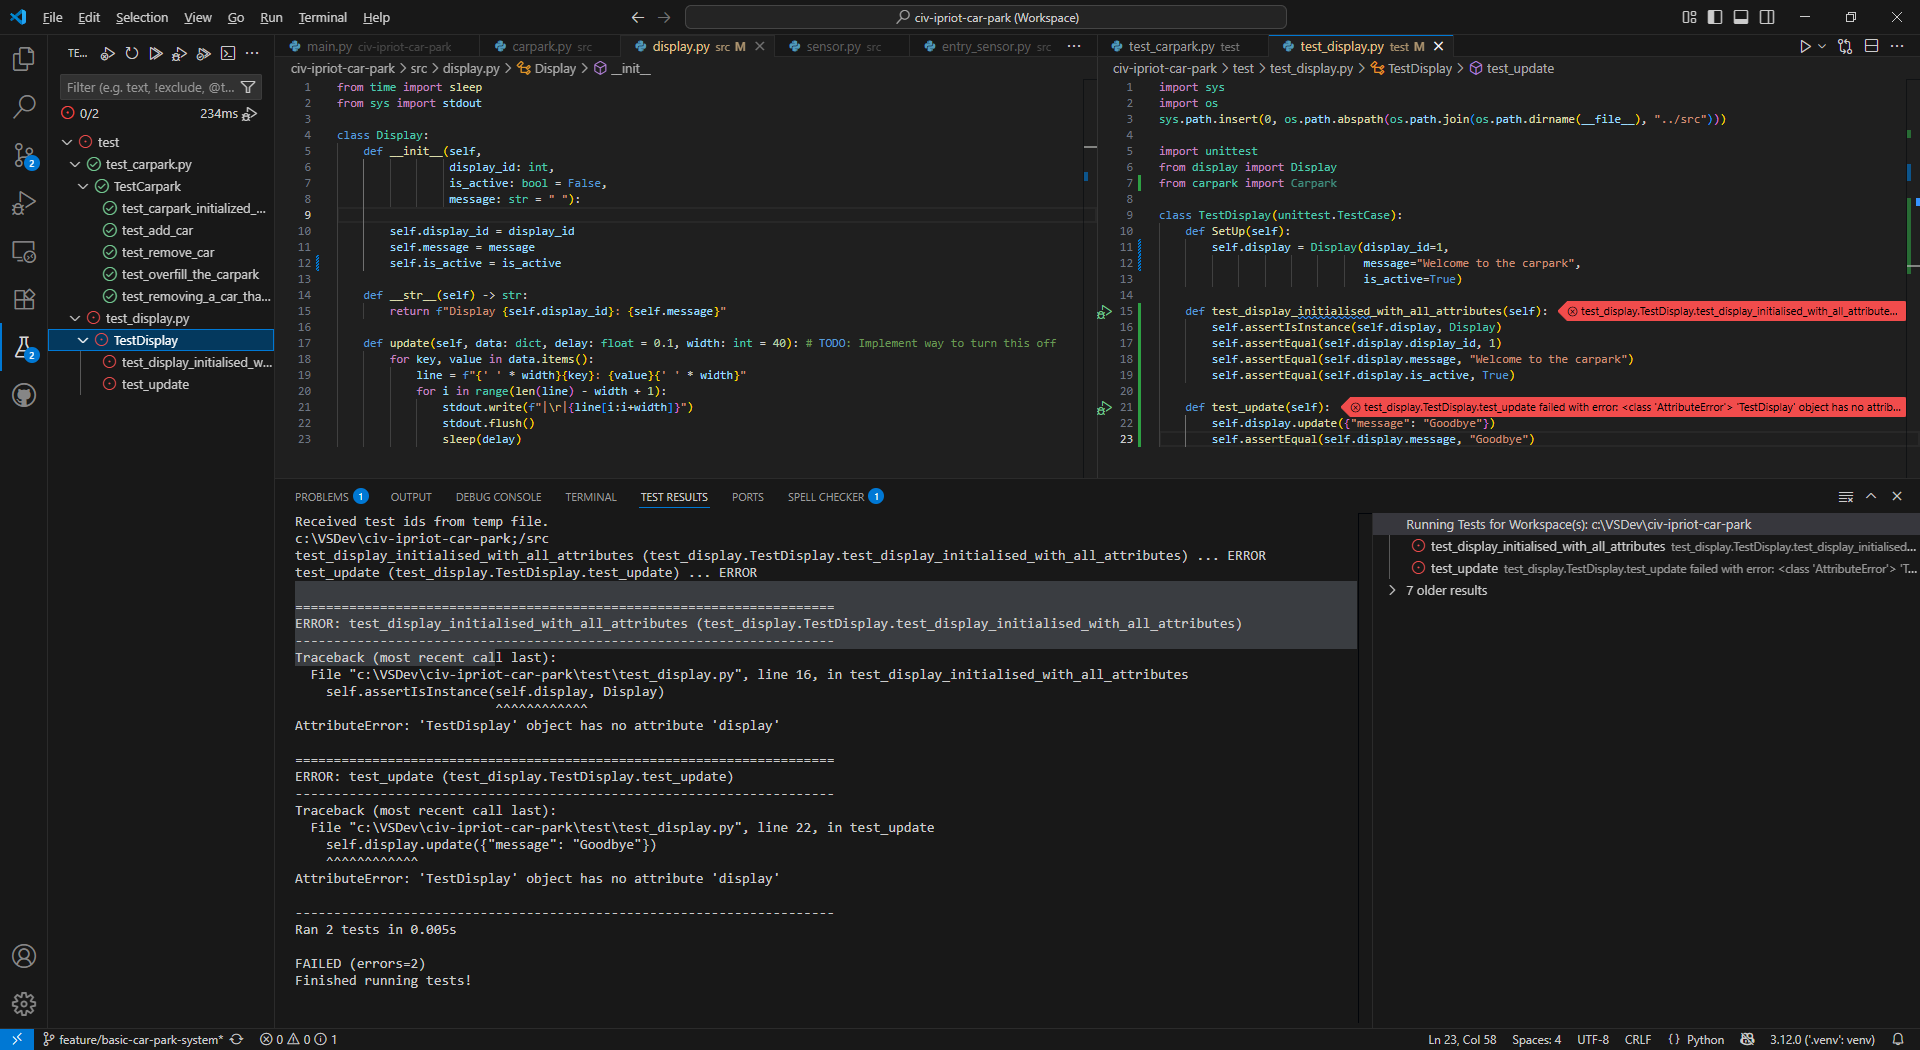 File Edit Selection View Go Run Terminal Help
civ-ipriot-car-park (Workspace)
TE...
main.py civ-ipriot-car-park carpark.py src display.py src M sensor.py src entry_sensor.py src
test_carpark.py test test_display.py test M
Filter (e.g. text, !exclude, @t...
0/2 234ms
test
test_carpark.py
TestCarpark
test_carpark_initialized_...
test_add_car
test_remove_car
test_overfill_the_carpark
test_removing_a_car_tha...
test_display.py
TestDisplay
test_display_initialised_w...
test_update
2
2
civ-ipriot-car-park > src > display.py > Display > __init__
1 from time import sleep
2 from sys import stdout
3
4 class Display:
5 def __init__(self,
6 display_id: int,
7 is_active: bool = False,
8 message: str = " "):
9
10 self.display_id = display_id
11 self.message = message
12 self.is_active = is_active
13
14 def __str__(self) -> str:
15 return f"Display {self.display_id}: {self.message}"
16
17 def update(self, data: dict, delay: float = 0.1, width: int = 40): # TODO: Implement way to turn this off
18 for key, value in data.items():
19 line = f"{' ' * width}{key}: {value}{' ' * width}"
20 for i in range(len(line) - width + 1):
21 stdout.write(f"|\r|{line[i:i+width]}")
22 stdout.flush()
23 sleep(delay)
civ-ipriot-car-park > test > test_display.py > TestDisplay > test_update
1 import sys
2 import os
3 sys.path.insert(0, os.path.abspath(os.path.join(os.path.dirname(__file__), "../src")))
4
5 import unittest
6 from display import Display
7 from carpark import Carpark
8
9 class TestDisplay(unittest.TestCase):
10 def SetUp(self):
11 self.display = Display(display_id=1,
12 message="Welcome to the carpark",
13 is_active=True)
14
15 def test_display_initialised_with_all_attributes(self): test_display.TestDisplay.test_display_initialised_with_all_attribute...
16 self.assertIsInstance(self.display, Display)
17 self.assertEqual(self.display.display_id, 1)
18 self.assertEqual(self.display.message, "Welcome to the carpark")
19 self.assertEqual(self.display.is_active, True)
20
21 def test_update(self): test_display.TestDisplay.test_update failed with error: <class 'AttributeError'> 'TestDisplay' object has no attrib...
22 self.display.update({"message": "Goodbye"})
23 self.assertEqual(self.display.message, "Goodbye")
PROBLEMS 1 OUTPUT DEBUG CONSOLE TERMINAL TEST RESULTS PORTS SPELL CHECKER 1
Received test ids from temp file.
c:\VSDev\civ-ipriot-car-park;/src
test_display_initialised_with_all_attributes (test_display.TestDisplay.test_display_initialised_with_all_attributes) ... ERROR
test_update (test_display.TestDisplay.test_update) ... ERROR
======================================================================
ERROR: test_display_initialised_with_all_attributes (test_display.TestDisplay.test_display_initialised_with_all_attributes)
----------------------------------------------------------------------
Traceback (most recent call last):
File "c:\VSDev\civ-ipriot-car-park\test\test_display.py", line 16, in test_display_initialised_with_all_attributes
self.assertIsInstance(self.display, Display)
^^^^^^^^^^^^
AttributeError: 'TestDisplay' object has no attribute 'display'
======================================================================
ERROR: test_update (test_display.TestDisplay.test_update)
----------------------------------------------------------------------
Traceback (most recent call last):
File "c:\VSDev\civ-ipriot-car-park\test\test_display.py", line 22, in test_update
self.display.update({"message": "Goodbye"})
^^^^^^^^^^^^
AttributeError: 'TestDisplay' object has no attribute 'display'
----------------------------------------------------------------------
Ran 2 tests in 0.005s
FAILED (errors=2)
Finished running tests!
Running Tests for Workspace(s): c:\VSDev\civ-ipriot-car-park
test_display_initialised_with_all_attributes test_display.TestDisplay.test_display_initialised...
test_update test_display.TestDisplay.test_update failed with error: <class 'AttributeError'> 'T...
7 older results
feature/basic-car-park-system* 0 0 1
Ln 23, Col 58 Spaces: 4 UTF-8 CRLF { } Python 3.12.0 ('.venv': venv)